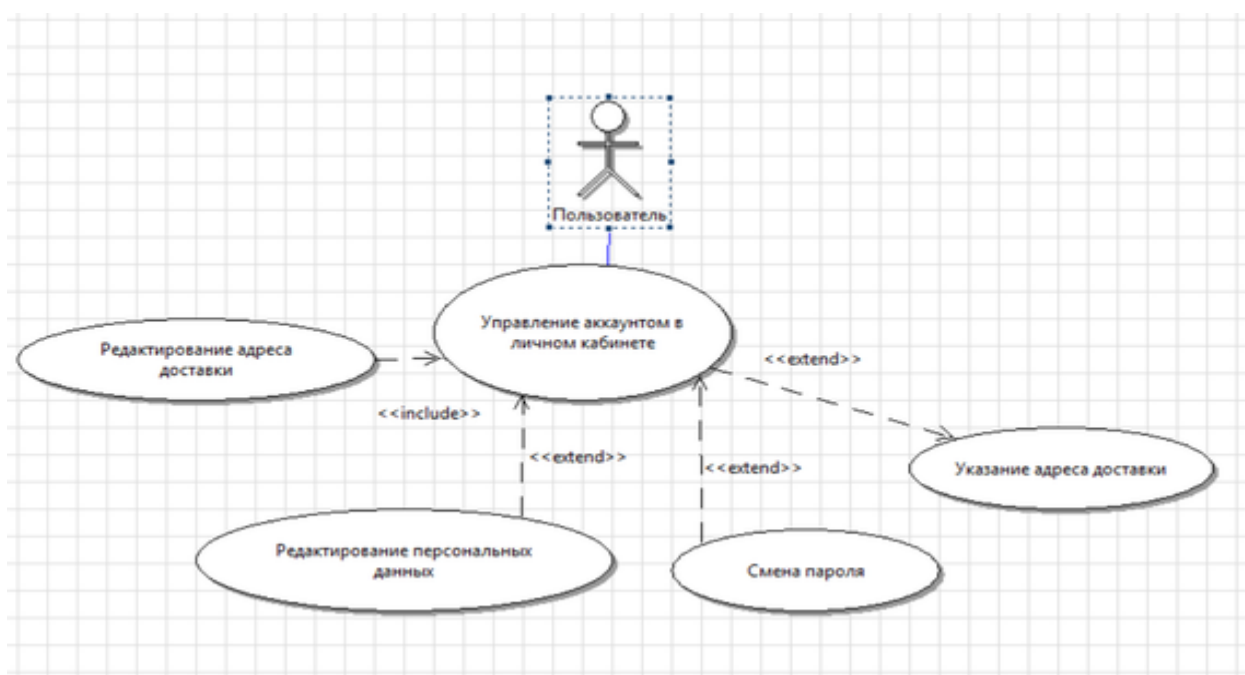 Пользователь
Управление аккаунтом в
личном кабинете
Редактирование адреса
доставки
<<extend>>
<<include>>
<<extend>>
<<extend>>
Указание адреса доставки
Редактирование персональных
данных
Смена пароля